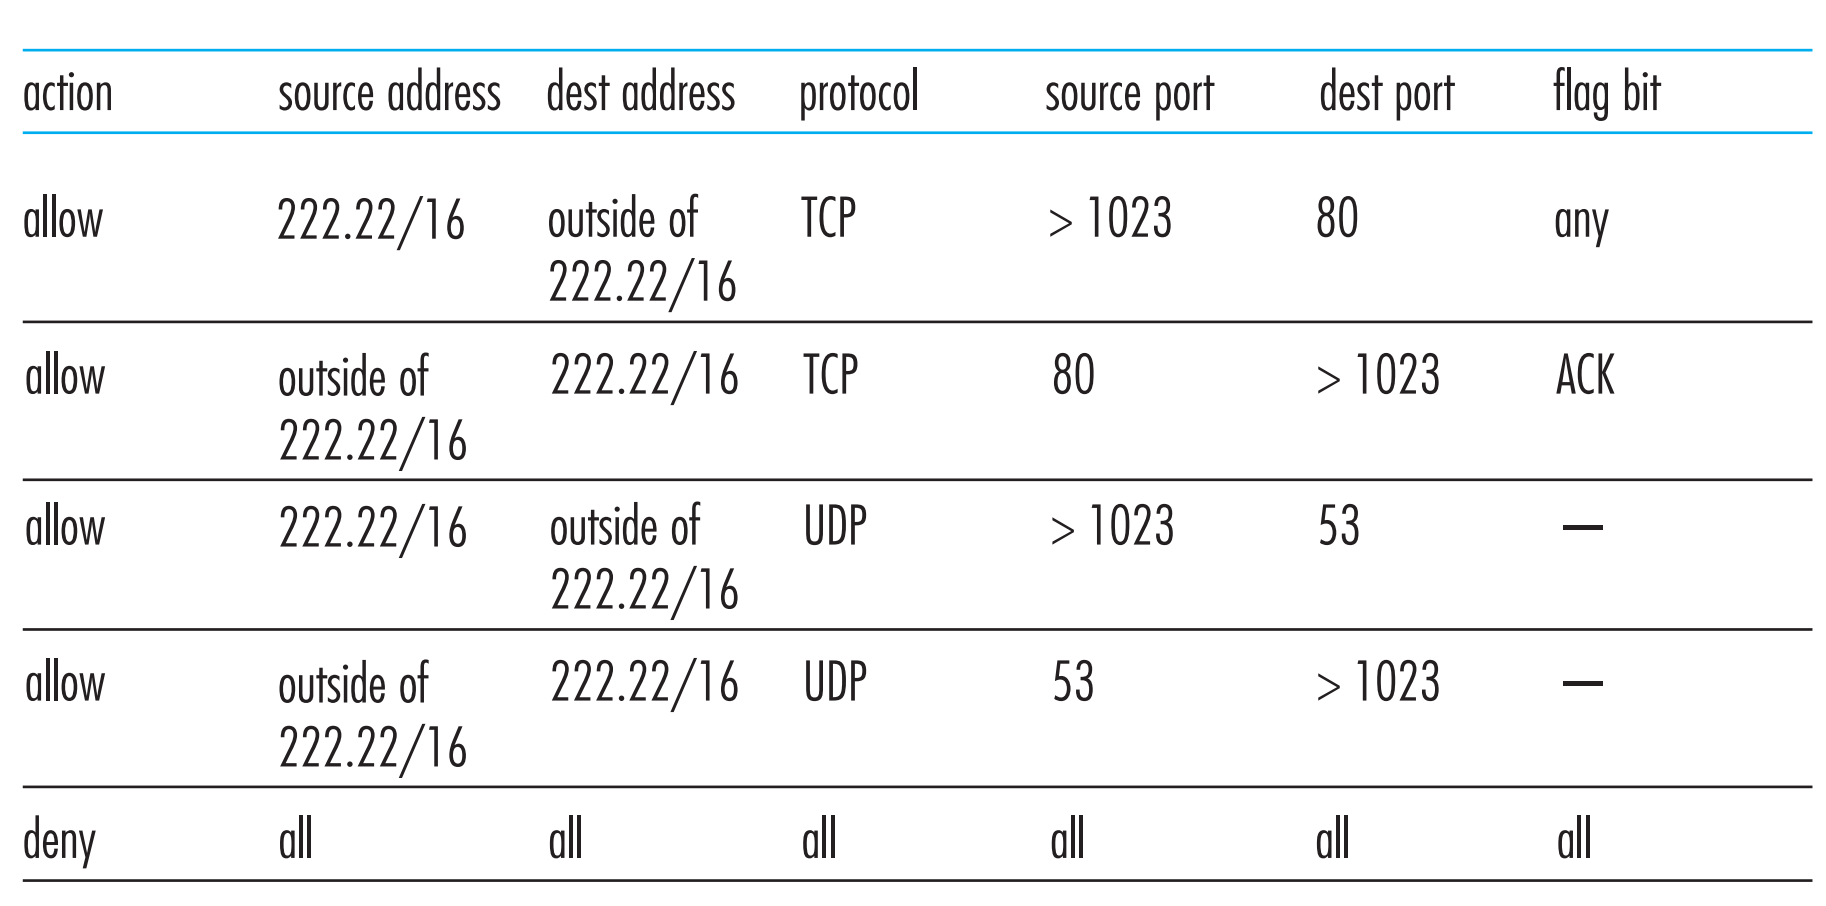 action source address dest address protocol source port dest port flag bit
allow 222.22/16 outside of TCP > 1023 80 any
222.22/16
allow outside of 222.22/16 TCP 80 > 1023 ACK
222.22/16
allow 222.22/16 outside of UDP > 1023 53 —
222.22/16
allow outside of 222.22/16 UDP 53 > 1023 —
222.22/16
deny all all all all all all